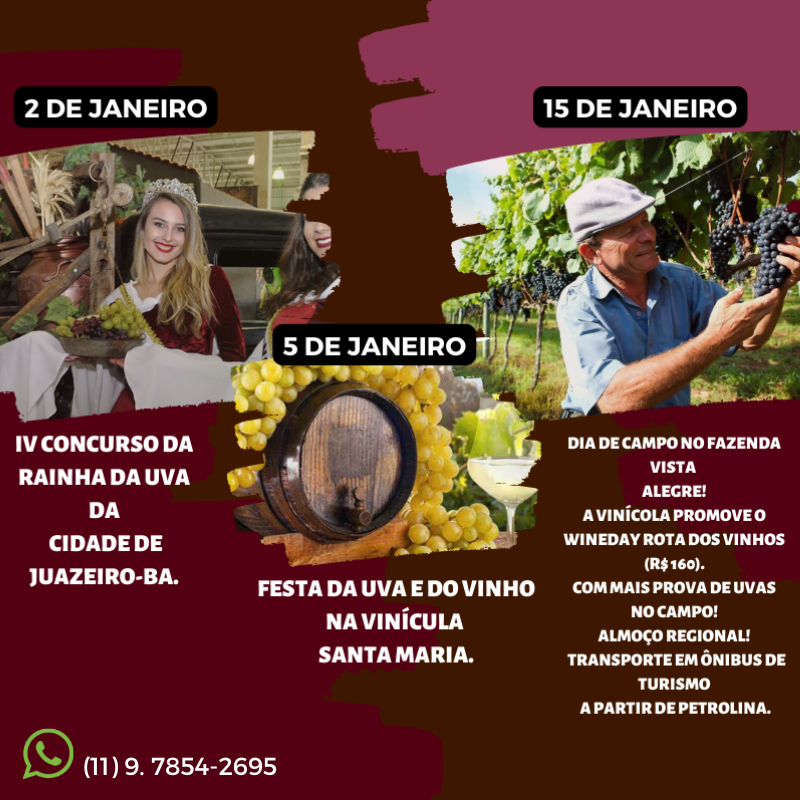 2 DE JANEIRO
IV CONCURSO DA
RAINHA DA UVA
DA
CIDADE DE
JUAZEIRO-BA.
5 DE JANEIRO
FESTA DA UVA E DO VINHO
NA VINÍCULA
SANTA MARIA.
15 DE JANEIRO
DIA DE CAMPO NO FAZENDA
VISTA
ALEGRE!
A VINÍCOLA PROMOVE O
WINEDAY ROTA DOS VINHOS
(R$ 160).
COM MAIS PROVA DE UVAS
NO CAMPO!
ALMOÇO REGIONAL!
TRANSPORTE EM ÔNIBUS DE
TURISMO
A PARTIR DE PETROLINA.
(11) 9. 7854-2695